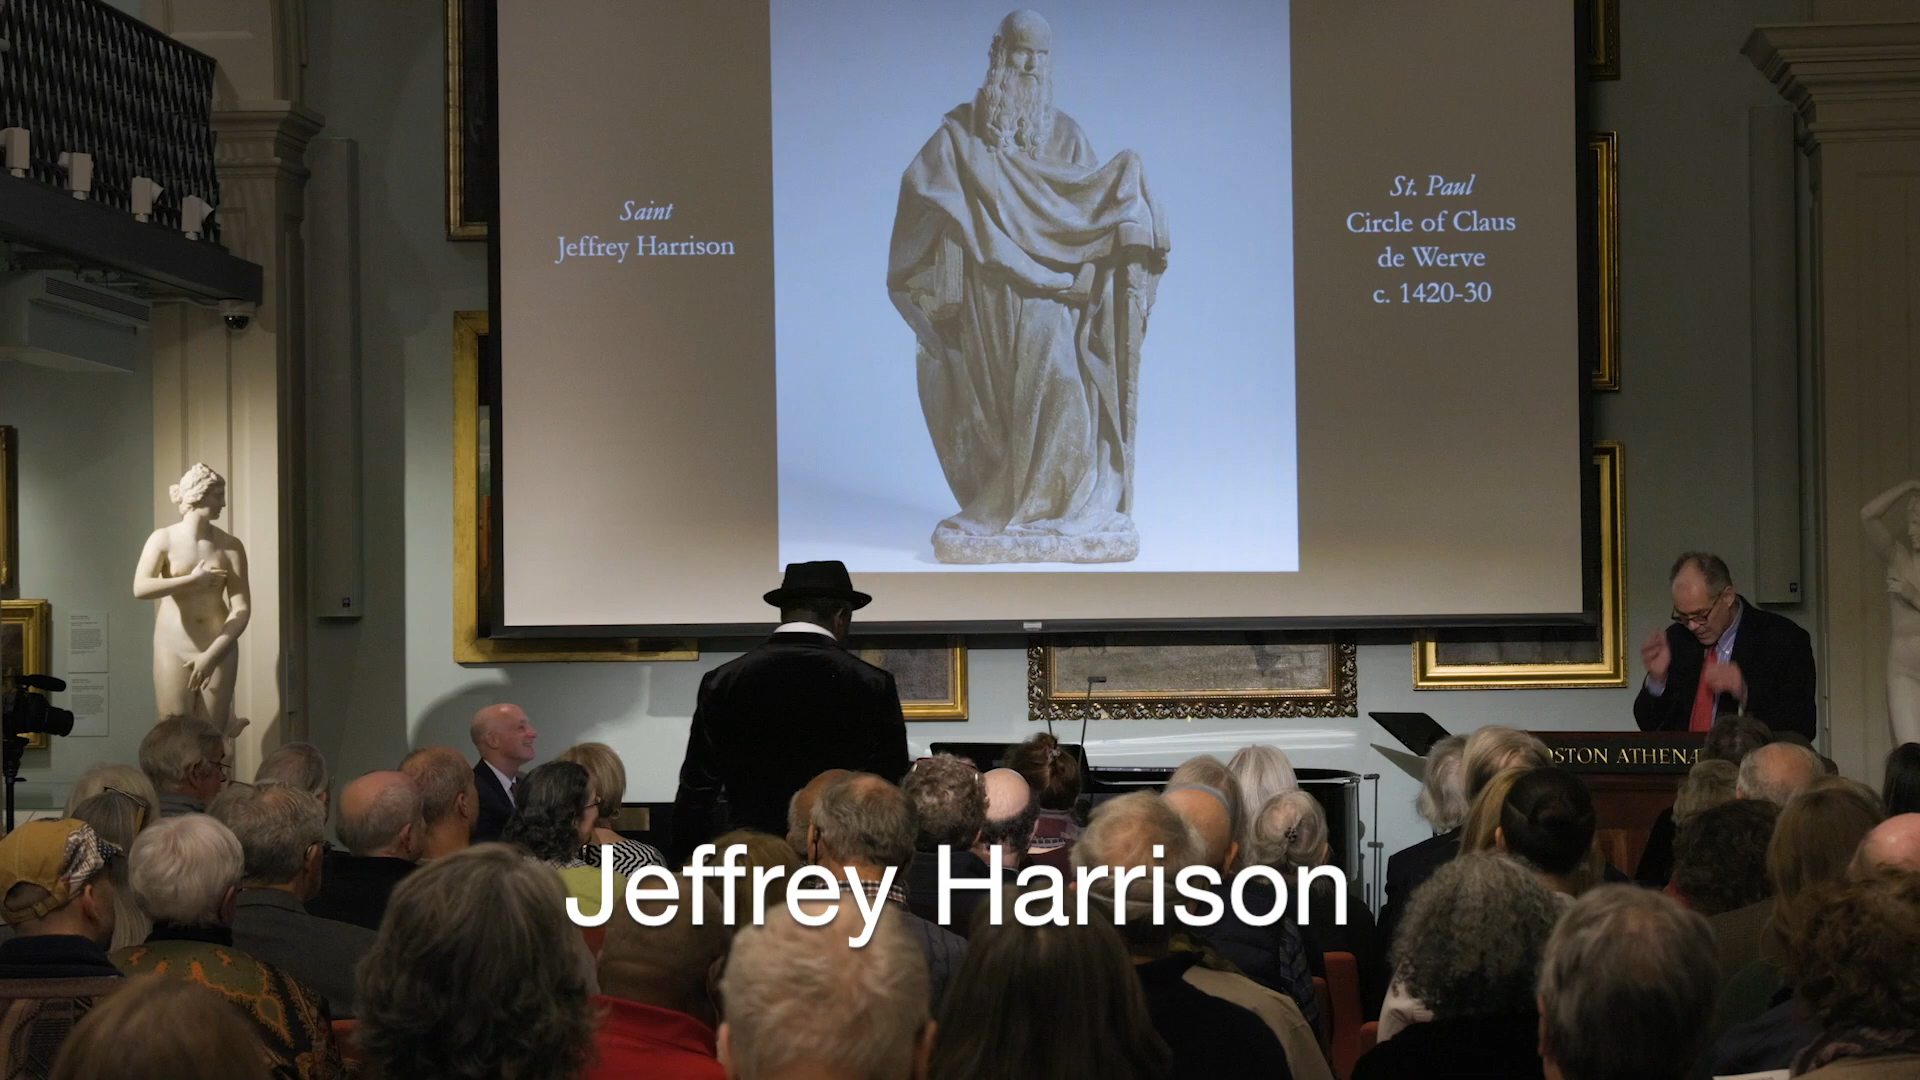 Saint
Jeffrey Harrison
St. Paul
Circle of Claus
de Werve
c. 1420-30
OSTON ATHENÆ
Jeffrey Harrison